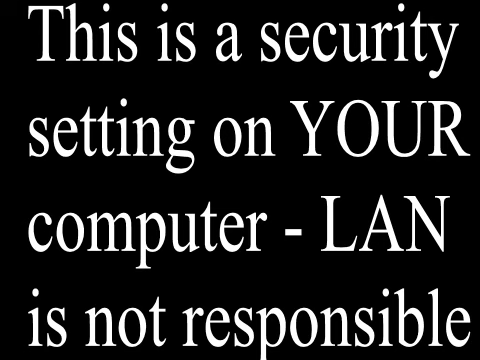 This is a security
setting on YOUR
computer - LAN
is not responsible